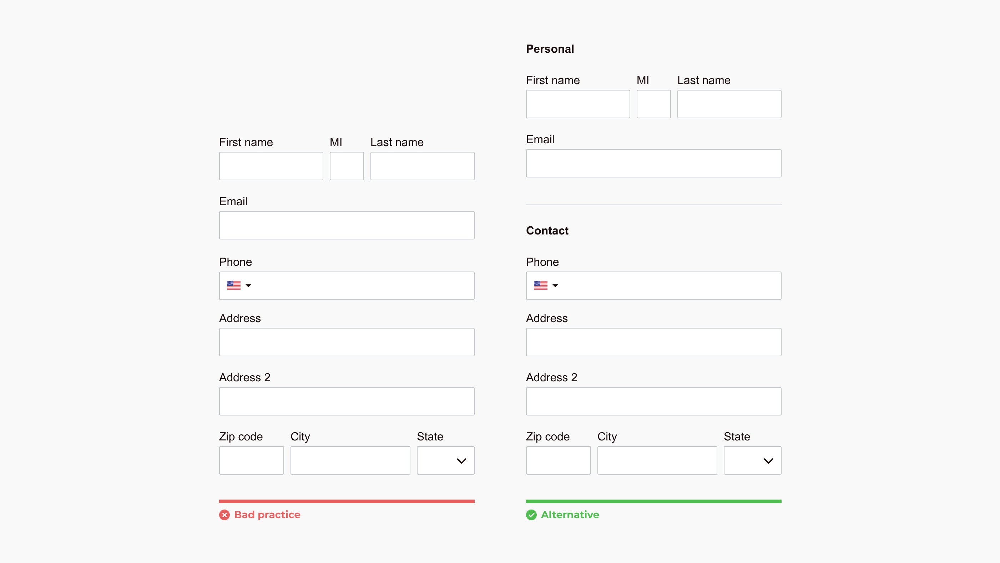 First name MI Last name
Email
Phone
Address
Address 2
Zip code City State
Bad practice
Personal
First name MI Last name
Email
Contact
Phone
Address
Address 2
Zip code City State
Alternative